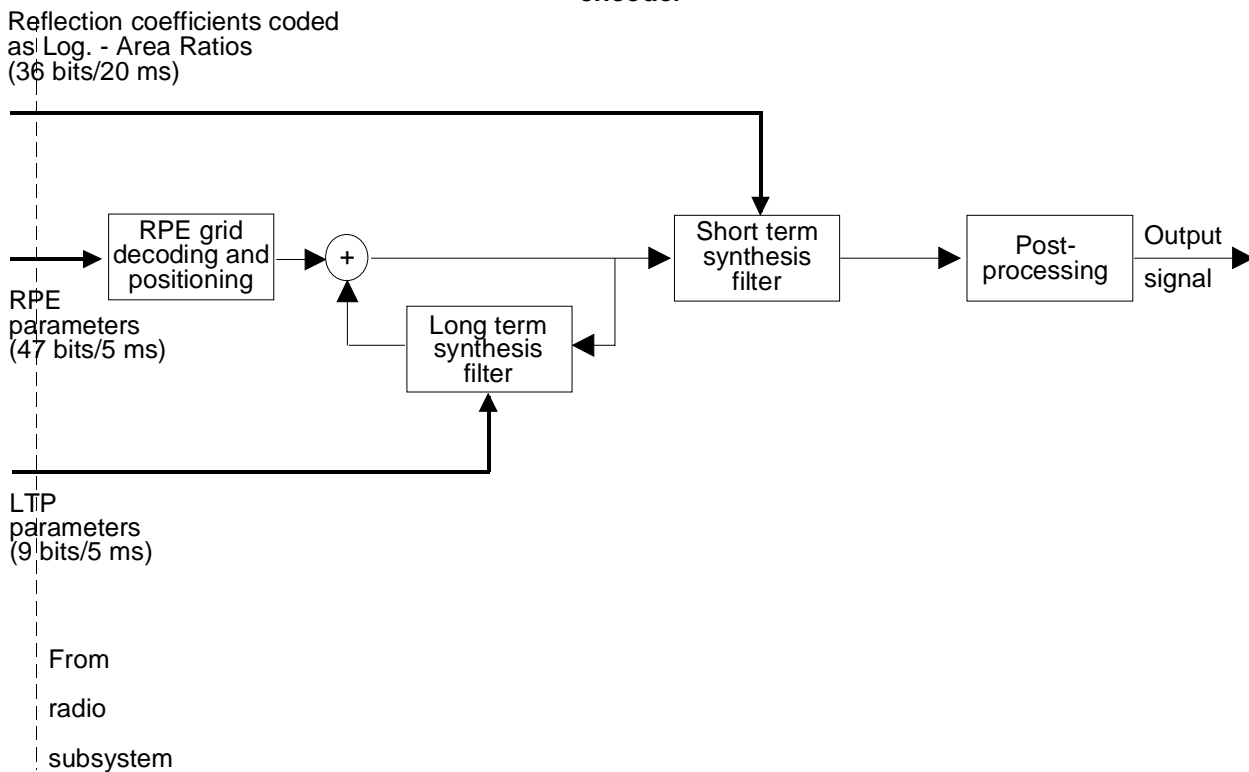 Reflection coefficients coded
as Log. - Area Ratios
(36 bits/20 ms)
RPE grid
decoding and
positioning
+
Short term
synthesis
filter
Post-
processing
Output
signal
RPE
parameters
(47 bits/5 ms)
Long term
synthesis
filter
LTP
parameters
(9 bits/5 ms)
From
radio
subsystem